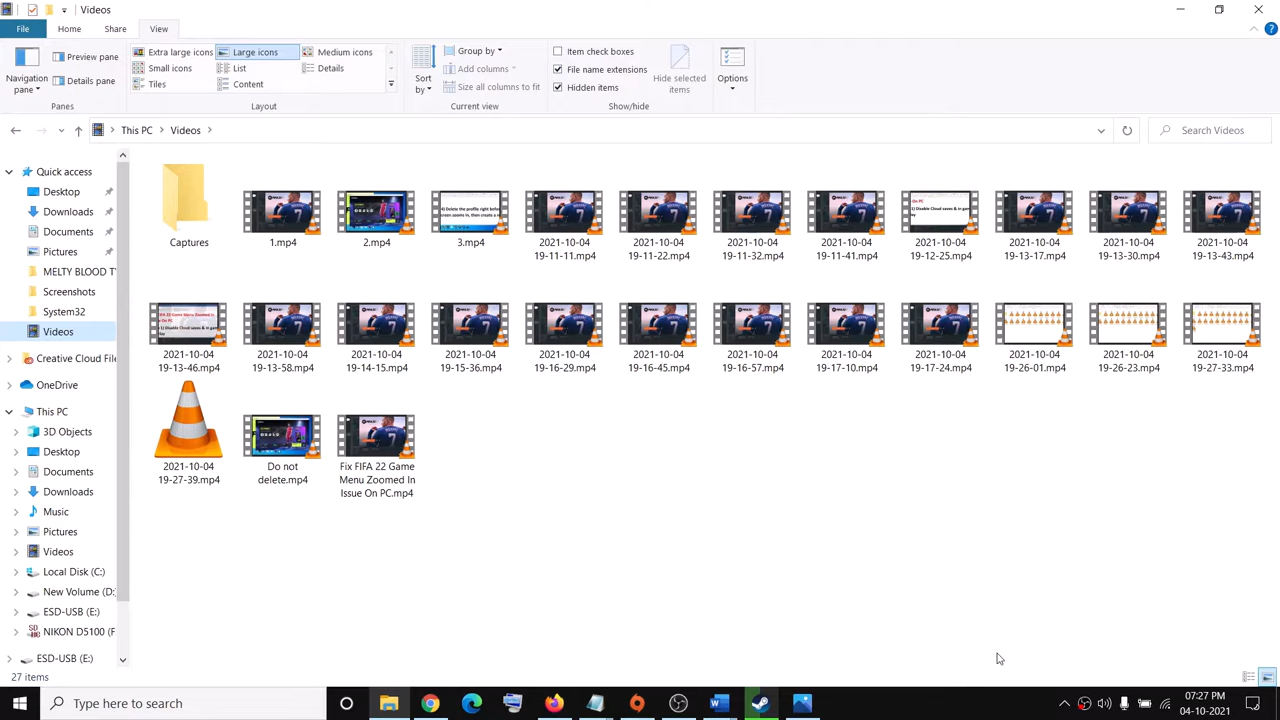 Videos
File Home Share View
Extra large icons Large icons Medium icons
Small icons List Details
Tiles Content
Navigation pane
Preview pane
Details pane
Panes
Layout
Sort by
Group by
Add columns
Size all columns to fit
Current view
Item check boxes
File name extensions
Hidden items
Hide selected items
Show/hide
Options
This PC Videos
Search Videos
Quick access
Desktop
Downloads
Documents
Pictures
MELTY BLOOD TY
Screenshots
System32
Videos
Creative Cloud File
OneDrive
This PC
3D Objects
Desktop
Documents
Downloads
Music
Pictures
Videos
Local Disk (C:)
New Volume (D:)
ESD-USB (E:)
NIKON D5100 (F
ESD-USB (E:)
Captures
1.mp4
2.mp4
3.mp4
2021-10-04 19-11-11.mp4
2021-10-04 19-11-22.mp4
2021-10-04 19-11-32.mp4
2021-10-04 19-11-41.mp4
2021-10-04 19-12-25.mp4
2021-10-04 19-13-17.mp4
2021-10-04 19-13-30.mp4
2021-10-04 19-13-43.mp4
2021-10-04 19-13-46.mp4
2021-10-04 19-13-58.mp4
2021-10-04 19-14-15.mp4
2021-10-04 19-15-36.mp4
2021-10-04 19-16-29.mp4
2021-10-04 19-16-45.mp4
2021-10-04 19-16-57.mp4
2021-10-04 19-17-10.mp4
2021-10-04 19-17-24.mp4
2021-10-04 19-26-01.mp4
2021-10-04 19-26-23.mp4
2021-10-04 19-27-33.mp4
2021-10-04 19-27-39.mp4
Do not delete.mp4
Fix FIFA 22 Game Menu Zoomed In Issue On PC.mp4
27 items
Type here to search
07:27 PM
04-10-2021